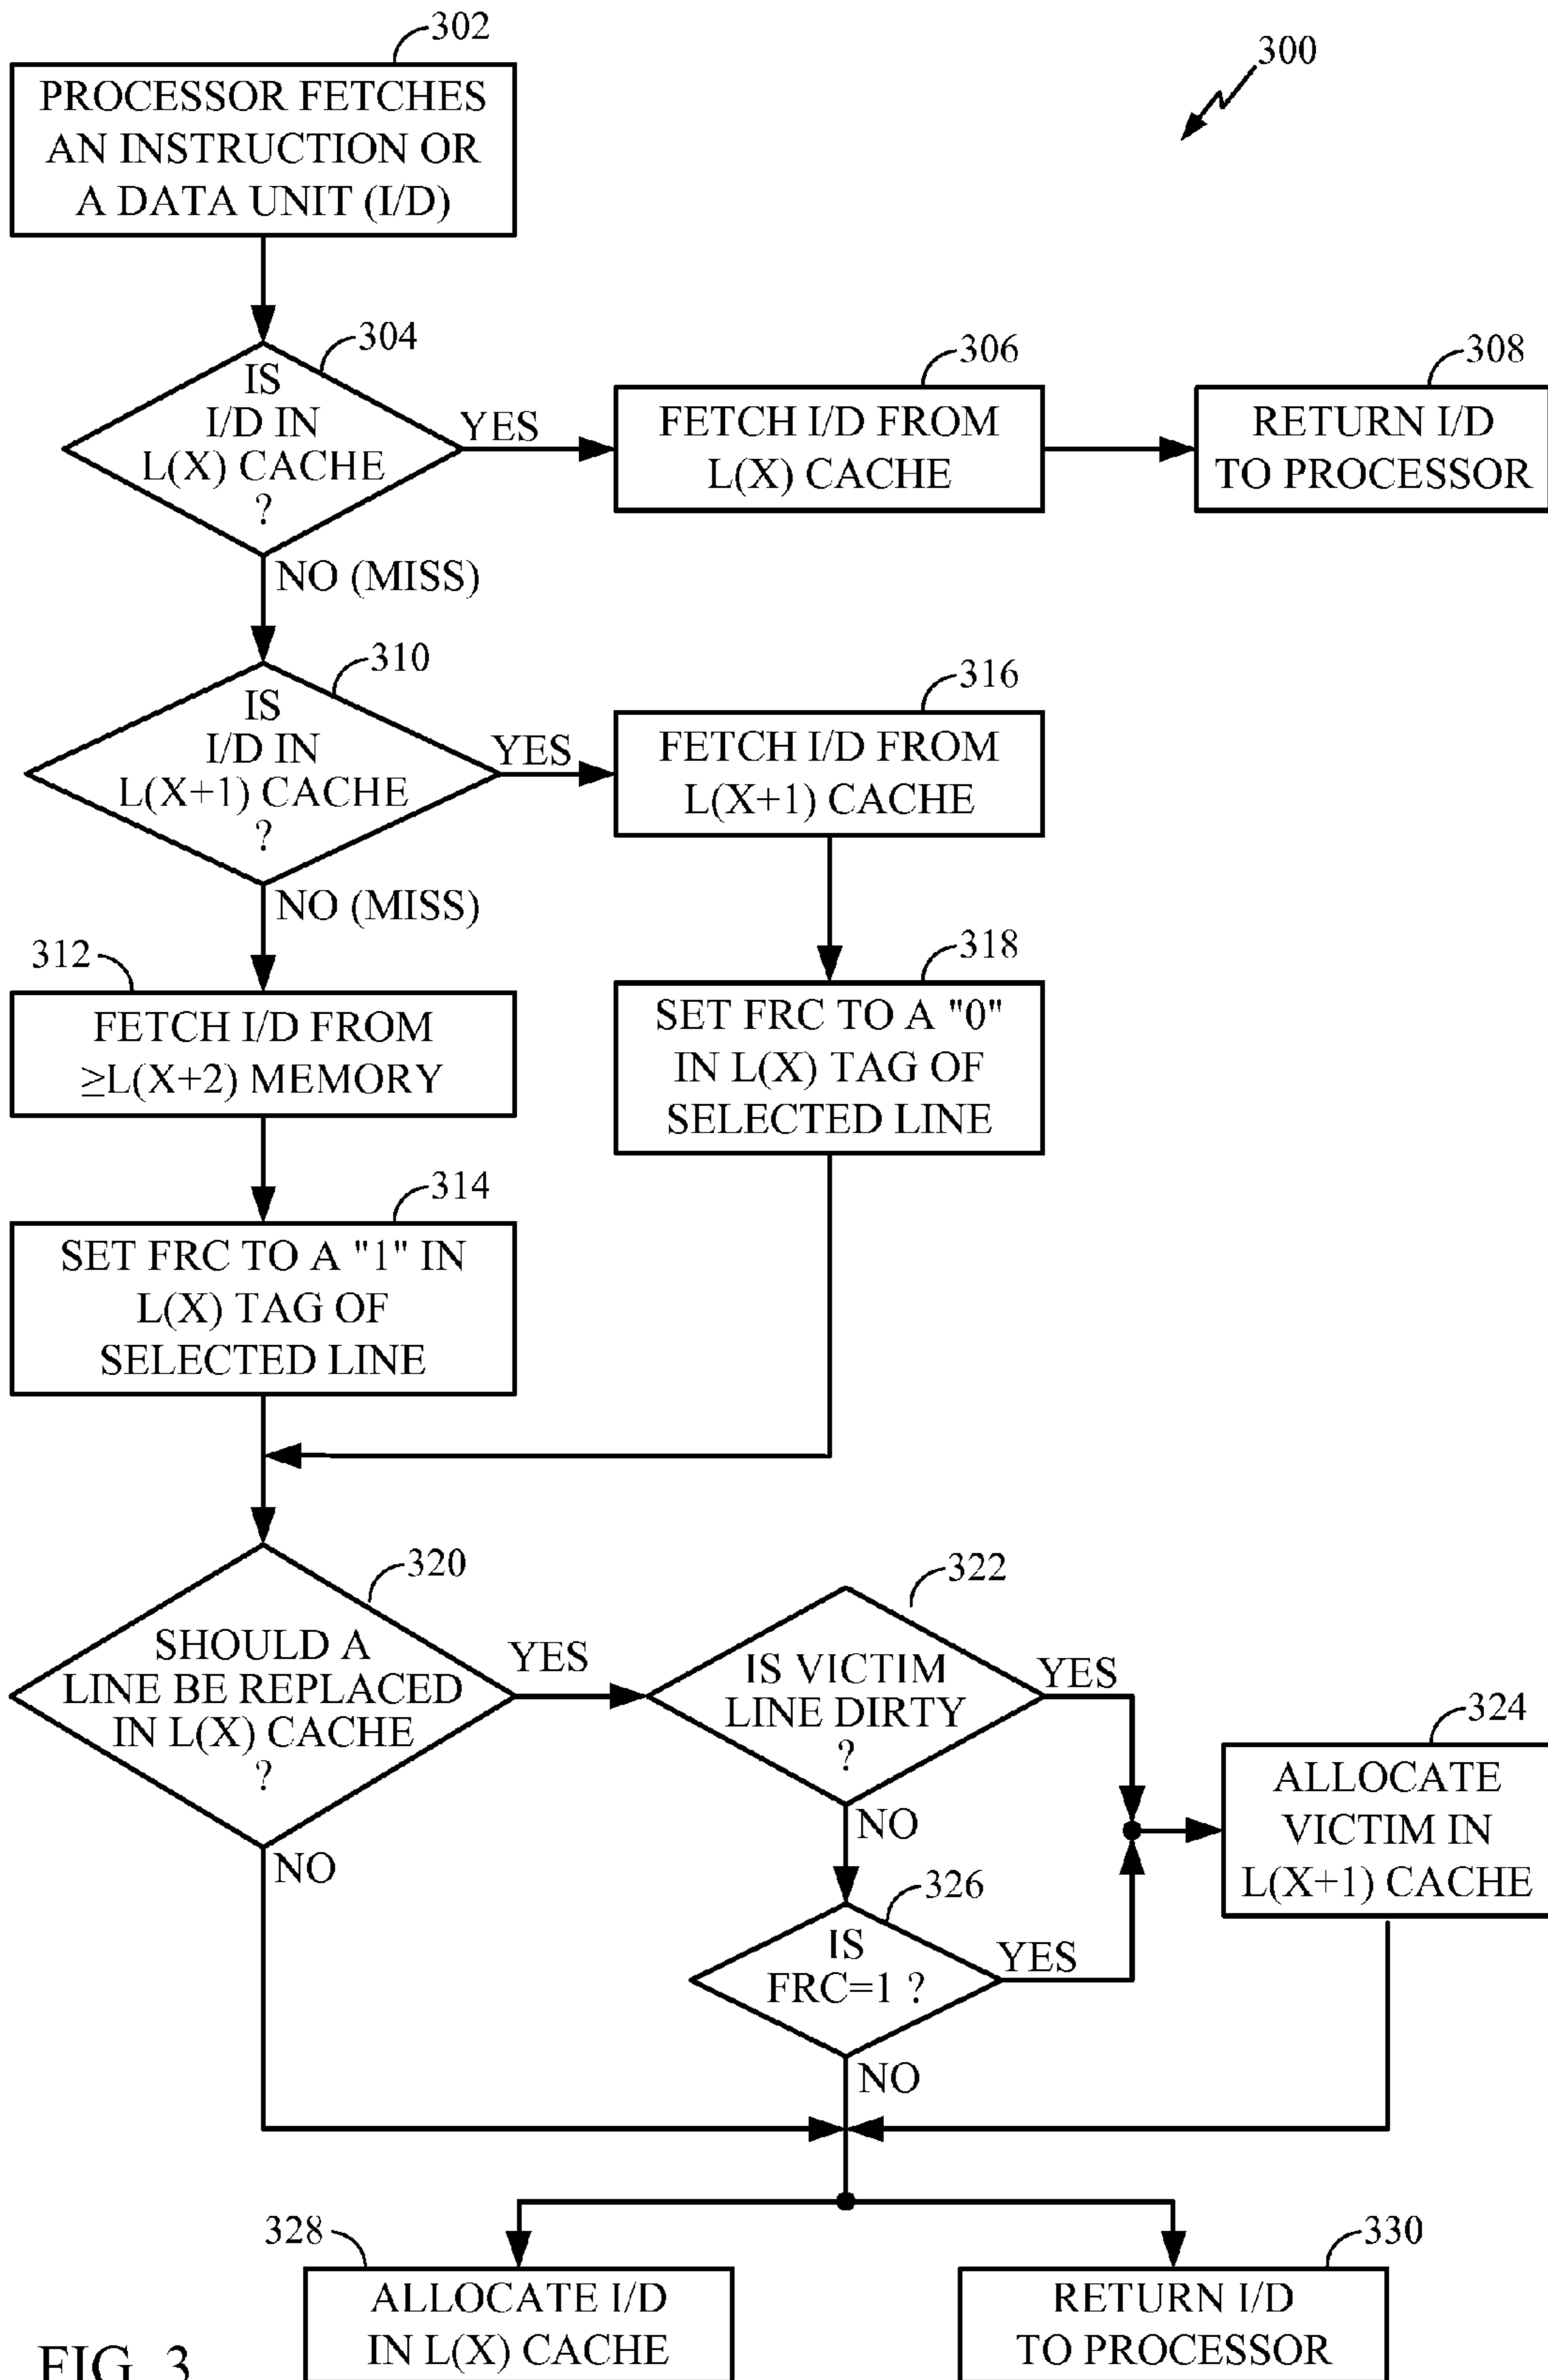 302
300
PROCESSOR FETCHES
AN INSTRUCTION OR
A DATA UNIT (I/D)
304
IS
I/D IN
L(X) CACHE
?
YES
NO (MISS)
306
FETCH I/D FROM
L(X) CACHE
308
RETURN I/D
TO PROCESSOR
310
IS
I/D IN
L(X+1) CACHE
?
YES
NO (MISS)
316
FETCH I/D FROM
L(X+1) CACHE
312
FETCH I/D FROM
≥L(X+2) MEMORY
318
SET FRC TO A "0"
IN L(X) TAG OF
SELECTED LINE
314
SET FRC TO A "1" IN
L(X) TAG OF
SELECTED LINE
320
SHOULD A
LINE BE REPLACED
IN L(X) CACHE
?
YES
NO
322
IS VICTIM
LINE DIRTY
?
YES
NO
324
ALLOCATE
VICTIM IN
L(X+1) CACHE
326
IS
FRC=1 ?
YES
NO
328
ALLOCATE I/D
IN L(X) CACHE
330
RETURN I/D
TO PROCESSOR
FIG. 3